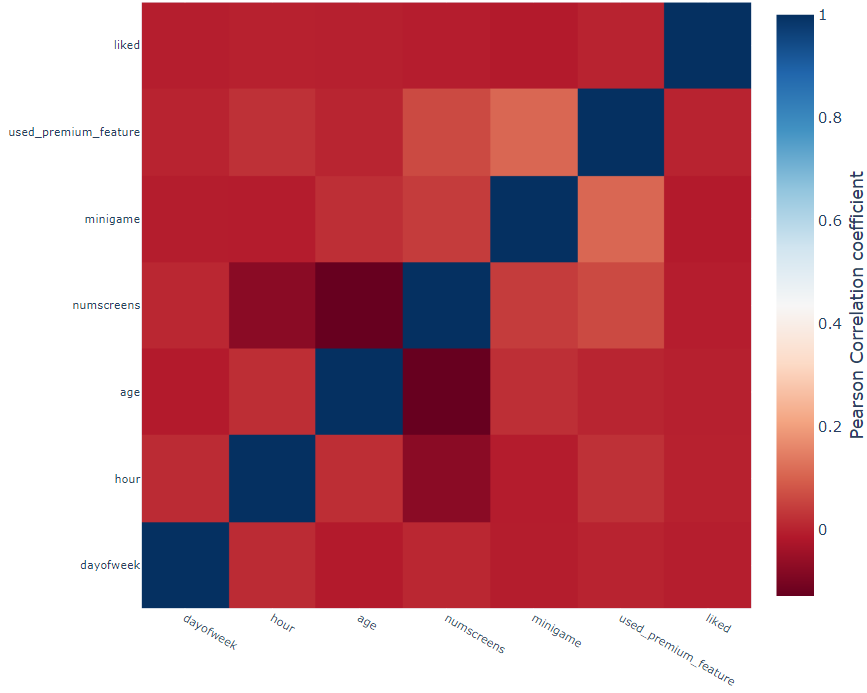 liked
used_premium_feature
minigame
numscreens
age
hour
dayofweek
dayofweek
hour
age
numscreens
minigame
used_premium_feature
liked
1
0.8
0.6
0.4
0.2
0
Pearson Correlation coefficient